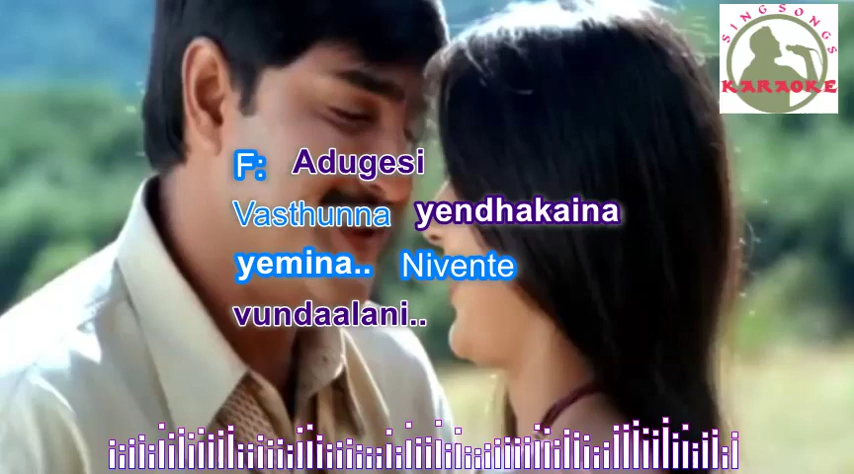 SINGSONGS
KARAOKE
F: Adugesi
Vasthunna yendhakaina
yemina.. Nivente
vundaalani..